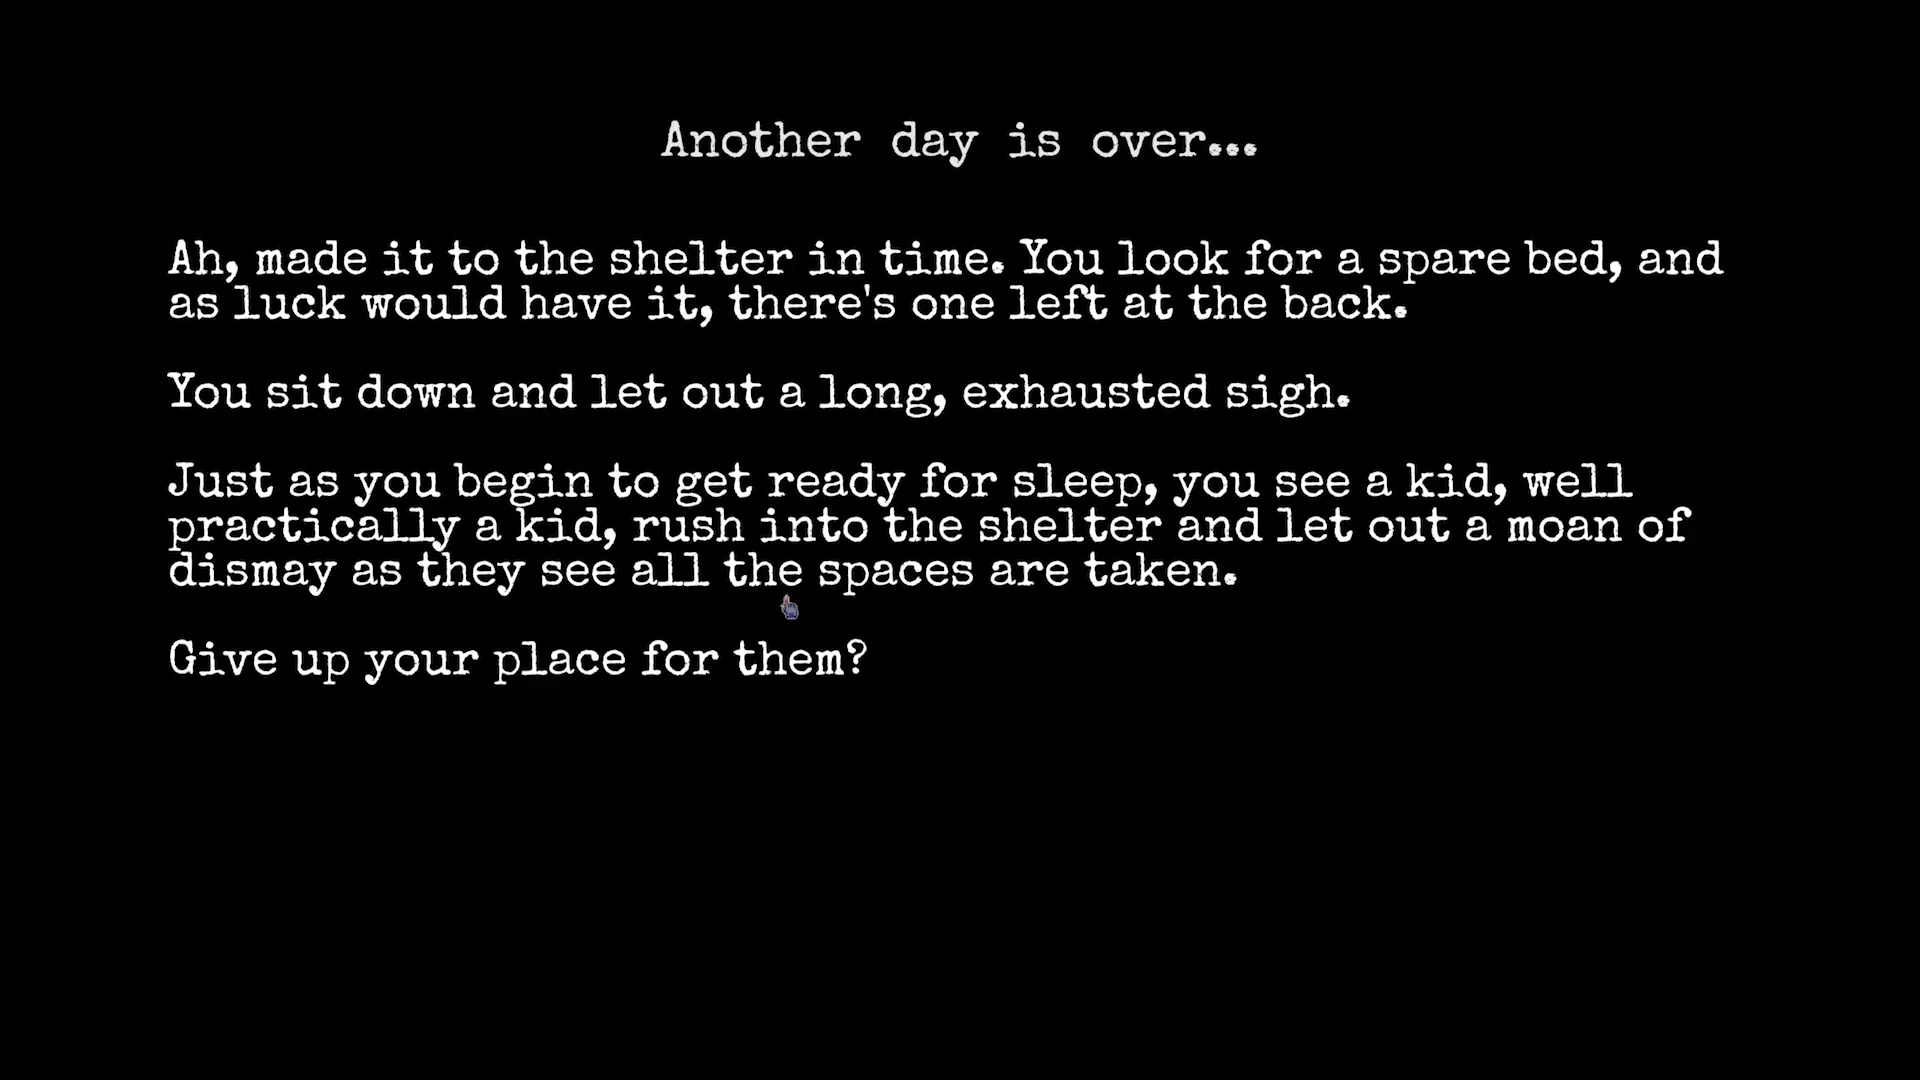 Another day is over...
Ah, made it to the shelter in time. You look for a spare bed, and
as luck would have it, there's one left at the back.
You sit down and let out a long, exhausted sigh.
Just as you begin to get ready for sleep, you see a kid, well
practically a kid, rush into the shelter and let out a moan of
dismay as they see all the spaces are taken.
Give up your place for them?